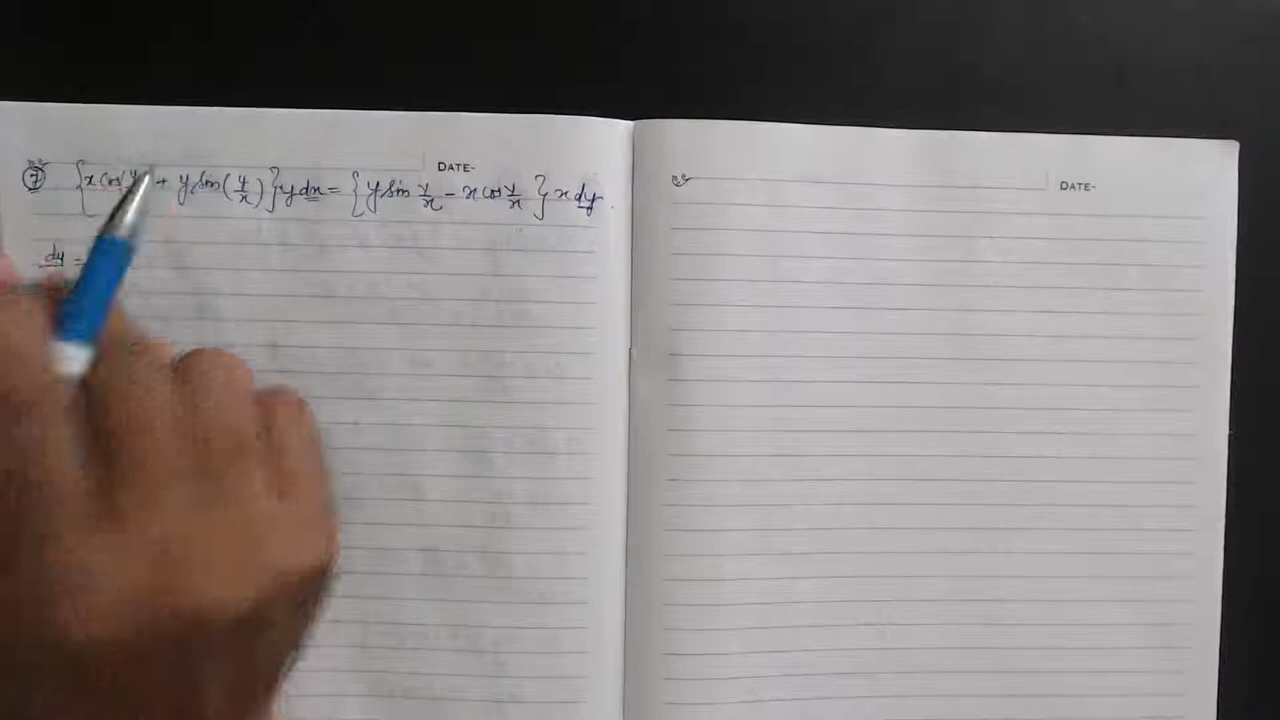 DATE-
⑦ {x cos(y + y sin(y/x)} y dx = {y sin y/x - x cos y/x} x dy
dy =
DATE-